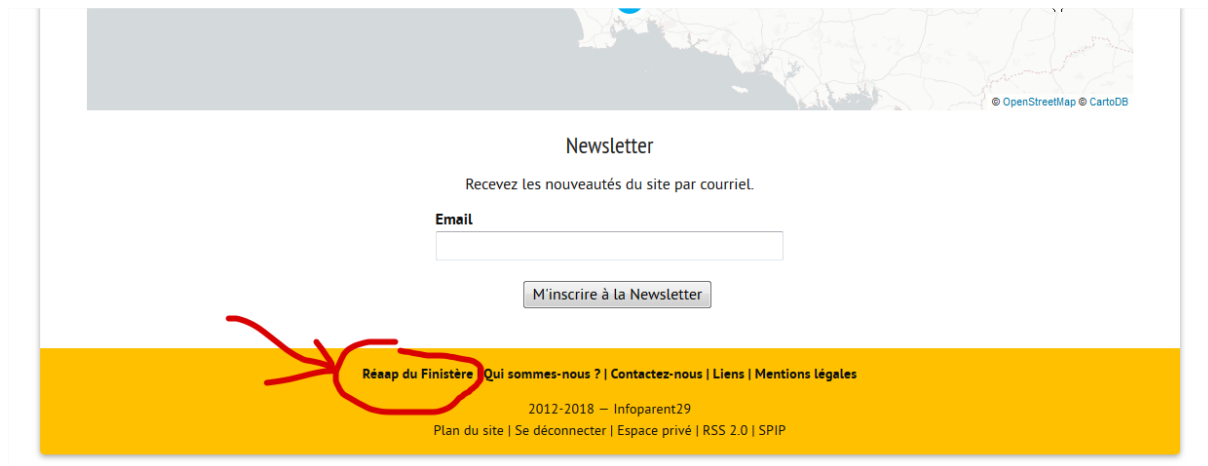 © OpenStreetMap © CartoDB
Newsletter
Recevez les nouveautés du site par courriel.
Email
M'inscrire à la Newsletter
Réaap du Finistère | Qui sommes-nous ? | Contactez-nous | Liens | Mentions légales
2012-2018 — Infoparent29
Plan du site | Se déconnecter | Espace privé | RSS 2.0 | SPIP